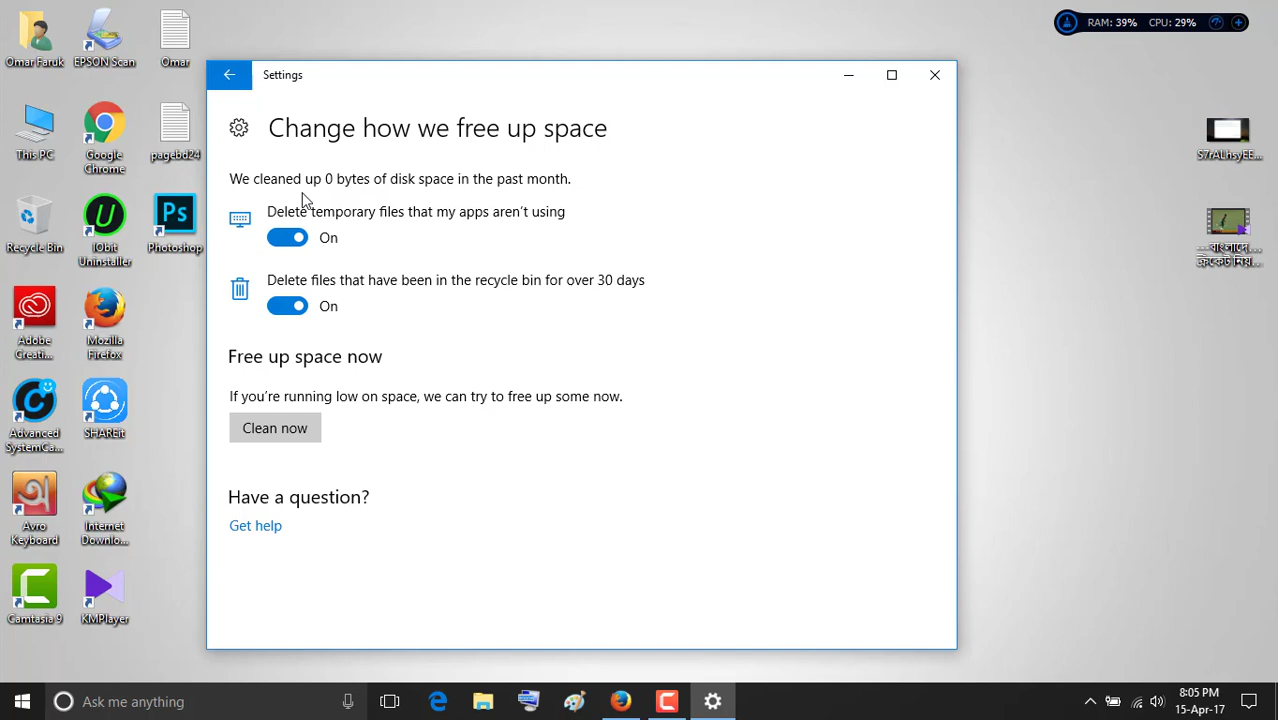 RAM: 39% CPU: 29%
Omar Faruk
EPSON Scan
Omar
Settings
Change how we free up space
We cleaned up 0 bytes of disk space in the past month.
Delete temporary files that my apps aren't using
On
Delete files that have been in the recycle bin for over 30 days
On
Free up space now
If you're running low on space, we can try to free up some now.
Clean now
Have a question?
Get help
This PC
Google
Chrome
pagebd24
Recycle Bin
IObit
Uninstaller
Ps
Photoshop
Adobe
Creati...
Mozilla
Firefox
Advanced
SystemCa...
SHAREit
অ
Avro
Keyboard
Internet
Downlo...
Camtasia 9
KMPlayer
S7rALhsyEE...
Ask me anything
8:05 PM
15-Apr-17